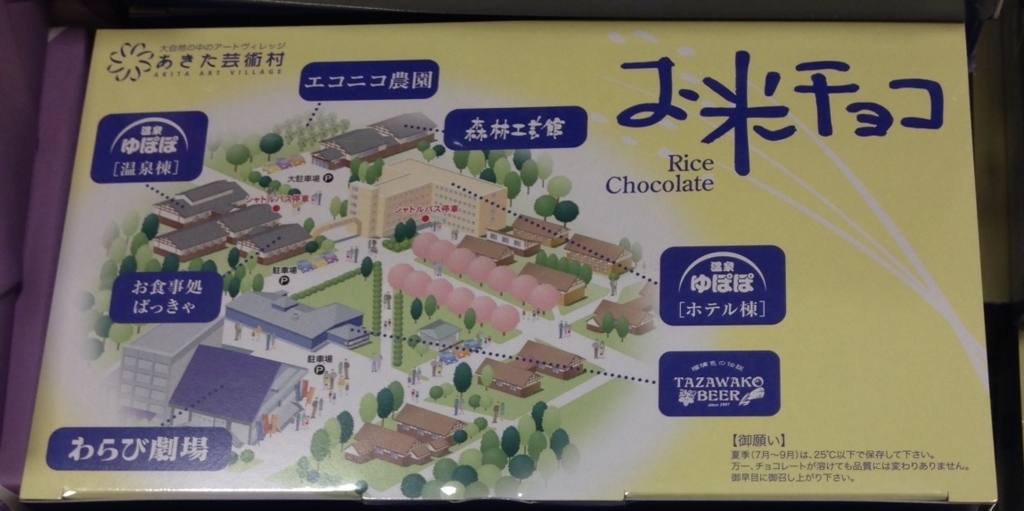 大自然の中のアートヴィレッジ
あきた芸術村
AKITA ART VILLAGE
エコニコ農園
森林工芸館
お米チョコ
Rice
Chocolate
温泉
ゆぽぽ
[温泉棟]
大駐車場 P
シャトルバス停車
シャトルバス停車
駐車場
P
お食事処
ばっきゃ
温泉
ゆぽぽ
[ホテル棟]
駐車場
P
TAZAWAKO
BEER
since 1997
わらび劇場
【御願い】
夏季(7月~9月)は、25℃以下で保存して下さい。
万一、チョコレートが溶けても品質には変わりありません。
御早目に御召し上がり下さい。